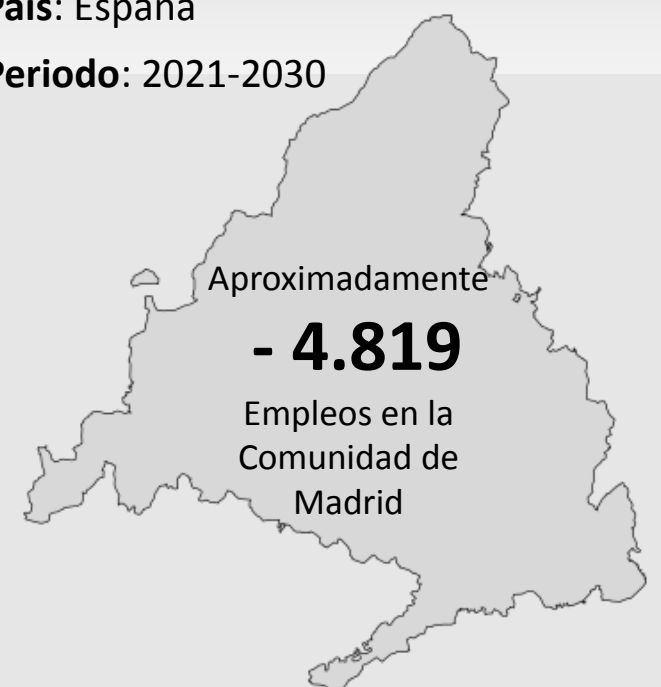 País: España
Periodo: 2021-2030
Aproximadamente
- 4.819
Empleos en la
Comunidad de
Madrid